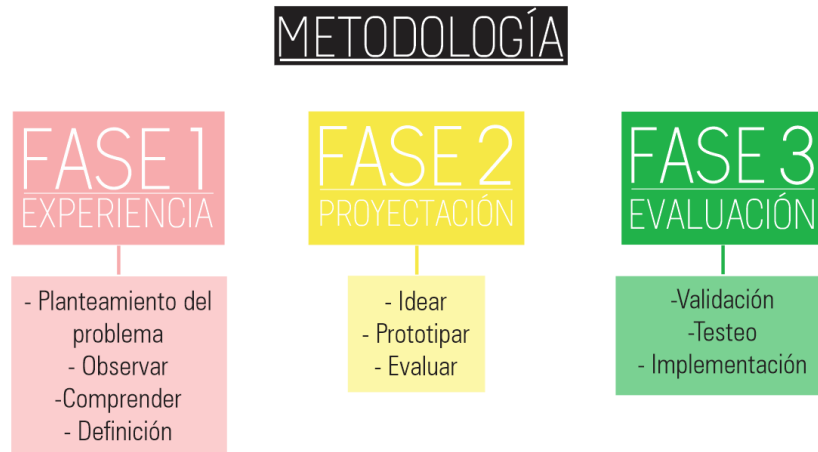 METODOLOGÍA
FASE 1
EXPERIENCIA
- Planteamiento del
problema
- Observar
-Comprender
- Definición
FASE 2
PROYECTACIÓN
- Idear
- Prototipar
- Evaluar
FASE 3
EVALUACIÓN
-Validación
-Testeo
- Implementación